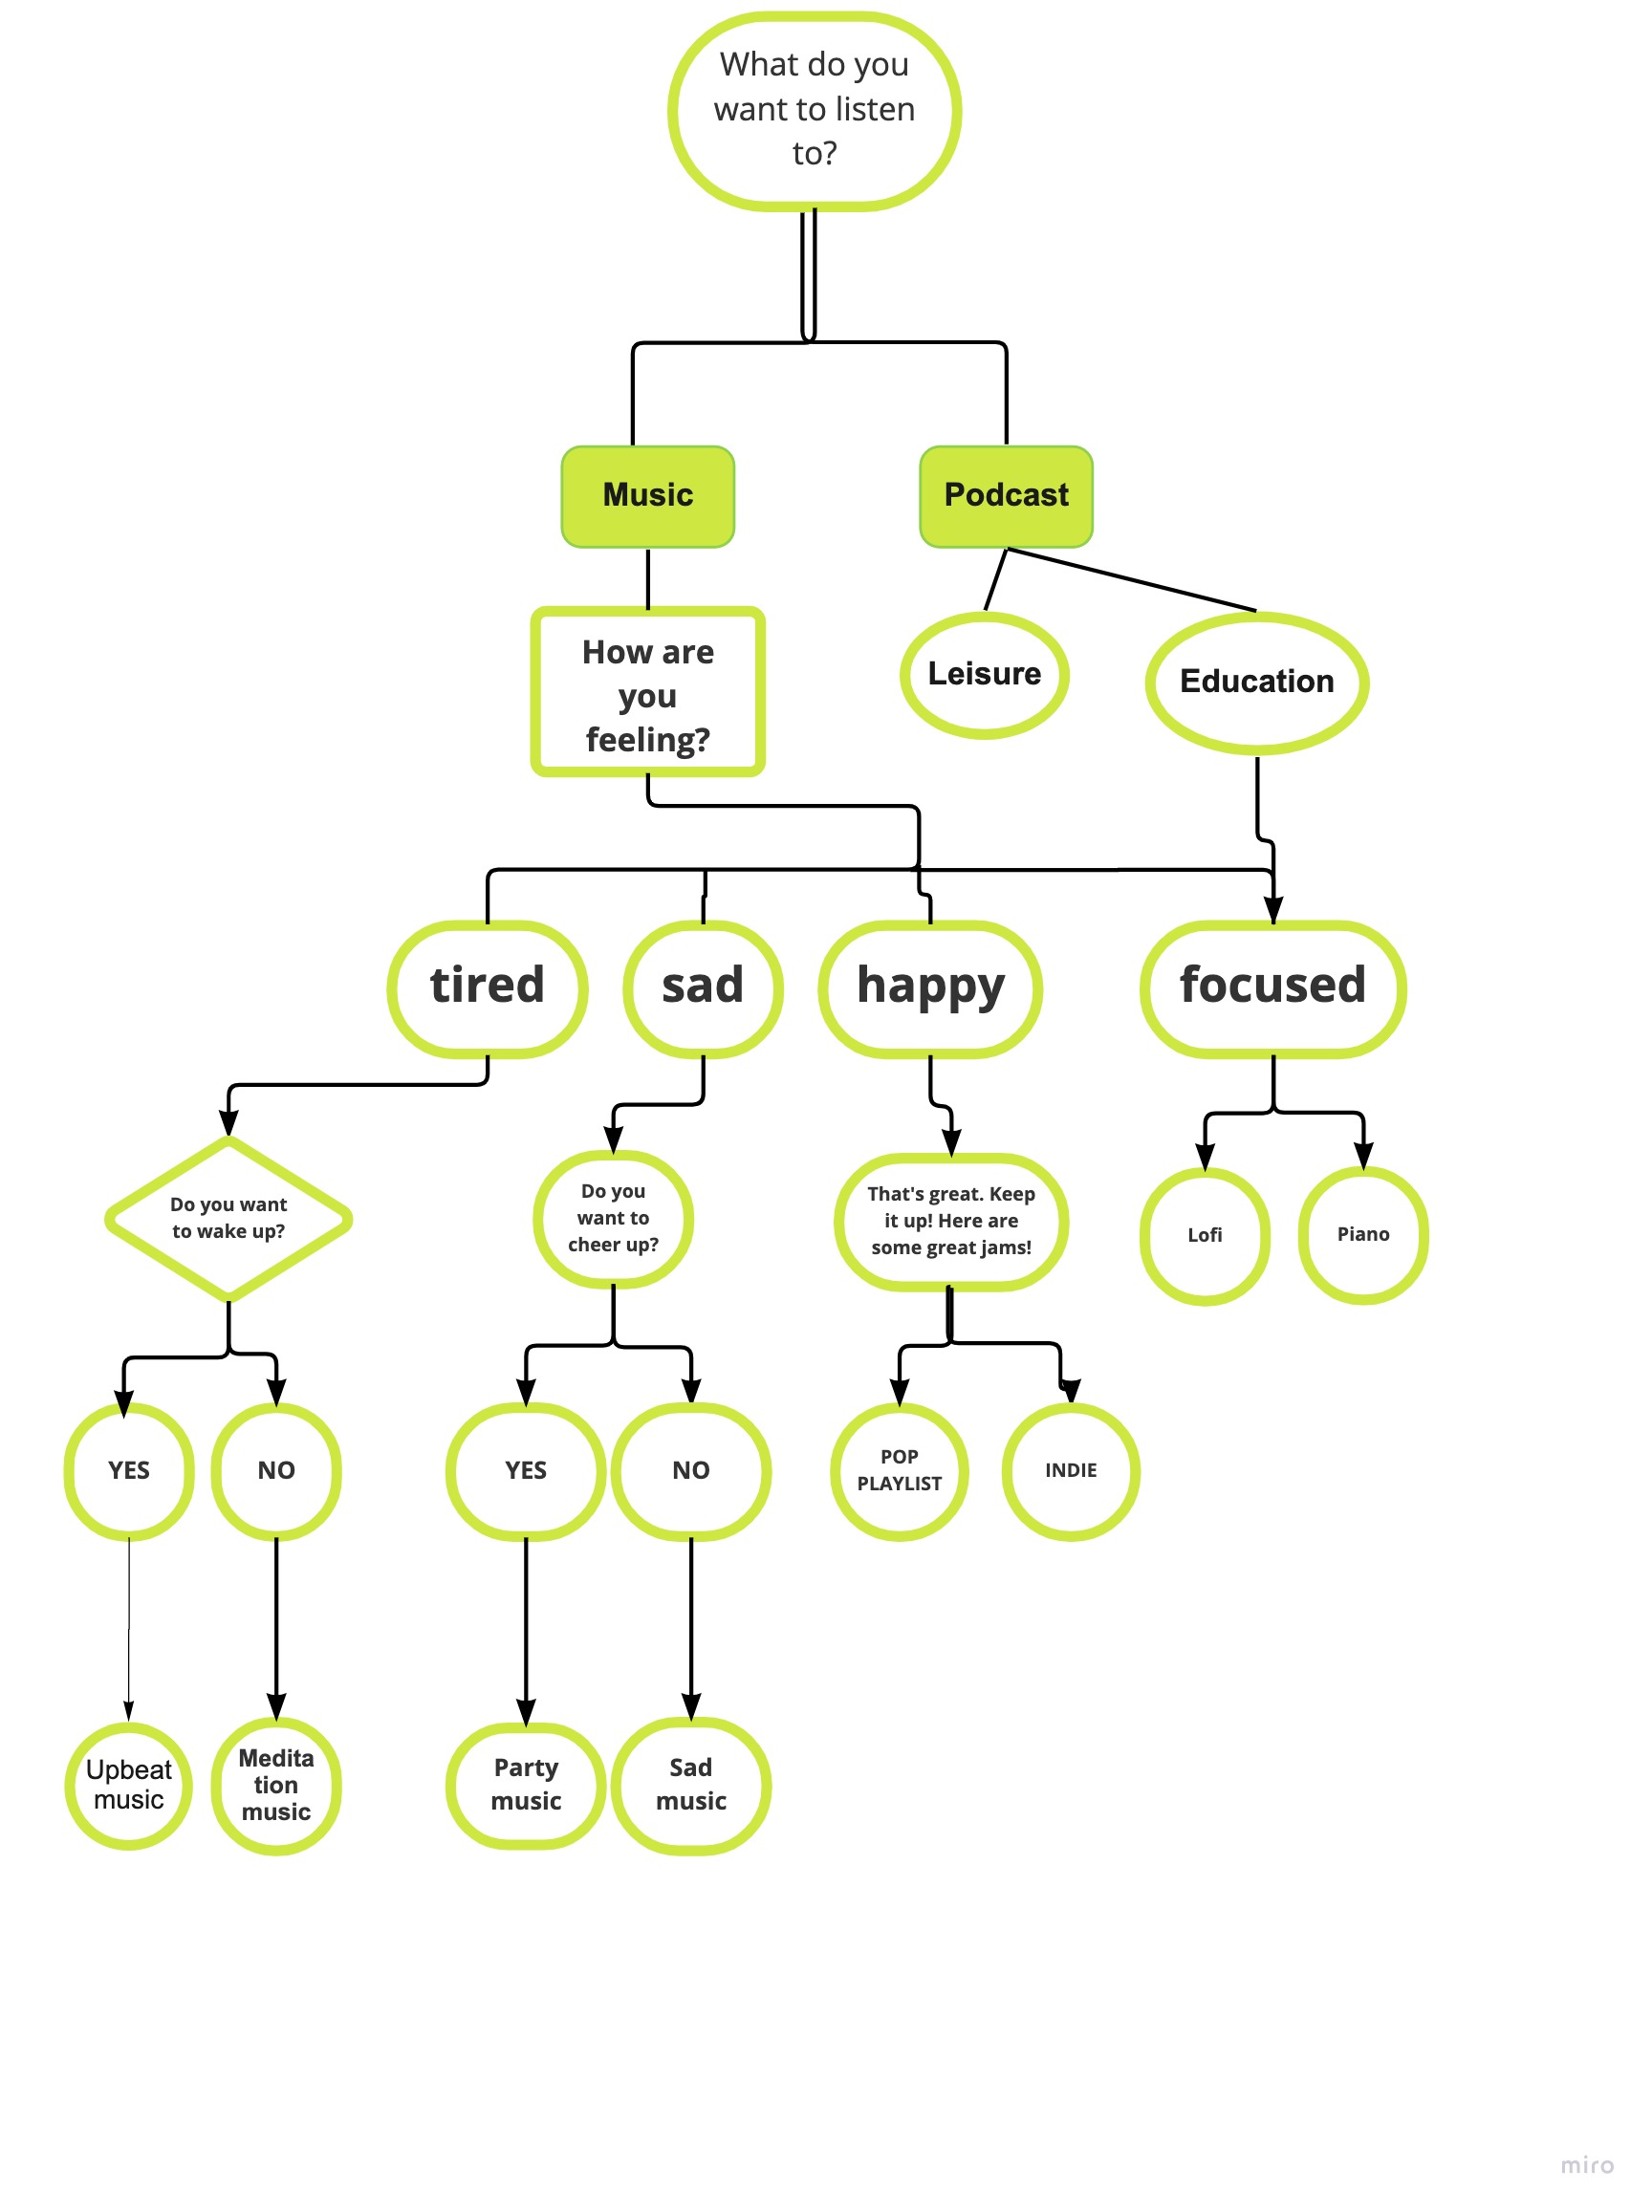 What do you
want to listen
to?
Music
Podcast
How are
you
feeling?
Leisure
Education
tired
sad
happy
focused
Do you want
to wake up?
Do you
want to
cheer up?
That's great. Keep
it up! Here are
some great jams!
Lofi
Piano
YES
NO
YES
NO
POP
PLAYLIST
INDIE
Upbeat
music
Medita
tion
music
Party
music
Sad
music
miro